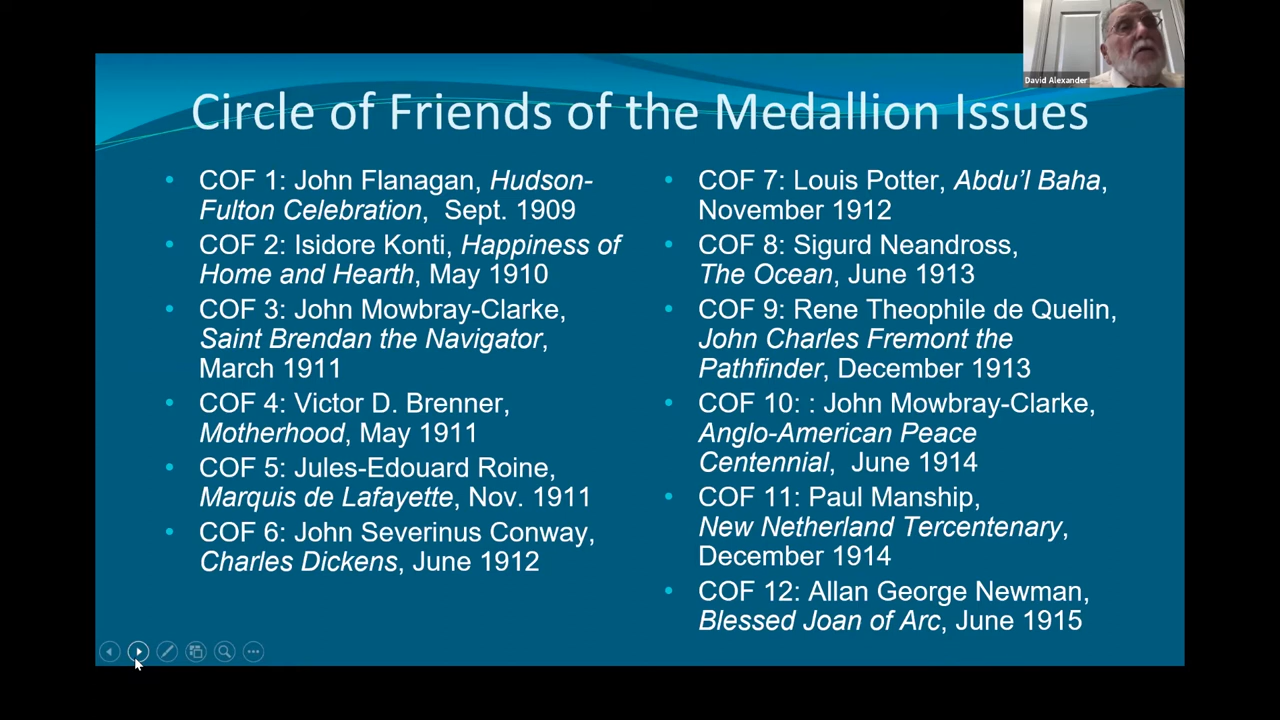 David Alexander
Circle of Friends of the Medallion Issues
• COF 1: John Flanagan, Hudson-
Fulton Celebration, Sept. 1909
• COF 2: Isidore Konti, Happiness of
Home and Hearth, May 1910
• COF 3: John Mowbray-Clarke,
Saint Brendan the Navigator,
March 1911
• COF 4: Victor D. Brenner,
Motherhood, May 1911
• COF 5: Jules-Edouard Roine,
Marquis de Lafayette, Nov. 1911
• COF 6: John Severinus Conway,
Charles Dickens, June 1912
• COF 7: Louis Potter, Abdu’l Baha,
November 1912
• COF 8: Sigurd Neandross,
The Ocean, June 1913
• COF 9: Rene Theophile de Quelin,
John Charles Fremont the
Pathfinder, December 1913
• COF 10: : John Mowbray-Clarke,
Anglo-American Peace
Centennial, June 1914
• COF 11: Paul Manship,
New Netherland Tercentenary,
December 1914
• COF 12: Allan George Newman,
Blessed Joan of Arc, June 1915